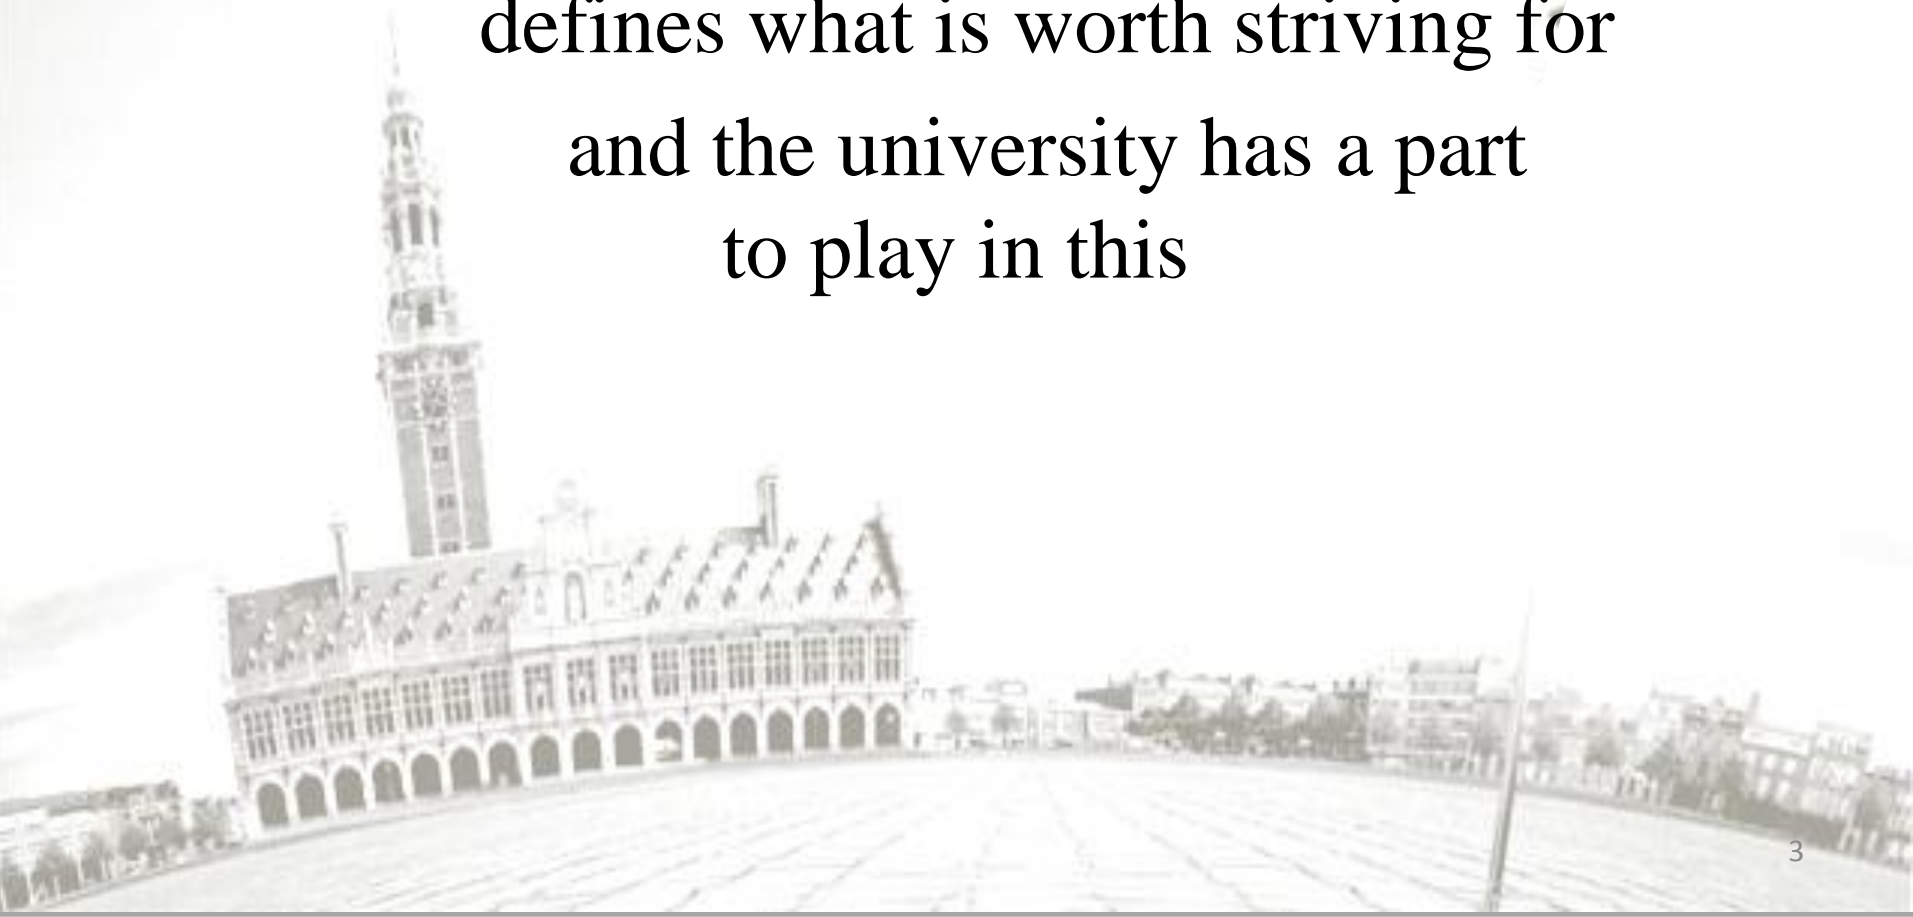 defines what is worth striving for
and the university has a part
to play in this
3